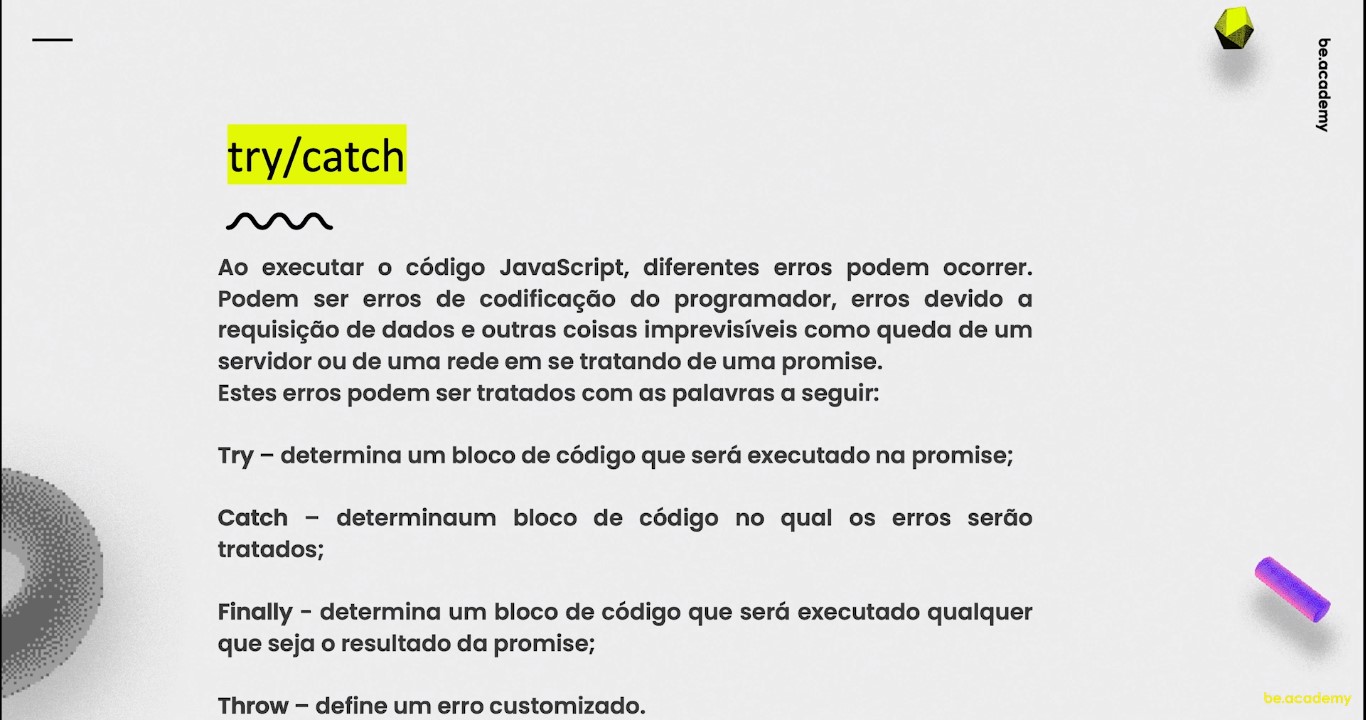 be.academy
try/catch
Ao executar o código JavaScript, diferentes erros podem ocorrer.
Podem ser erros de codificação do programador, erros devido a
requisição de dados e outras coisas imprevisíveis como queda de um
servidor ou de uma rede em se tratando de uma promise.
Estes erros podem ser tratados com as palavras a seguir:
Try – determina um bloco de código que será executado na promise;
Catch – determinaum bloco de código no qual os erros serão
tratados;
Finally - determina um bloco de código que será executado qualquer
que seja o resultado da promise;
Throw – define um erro customizado.
be.academy